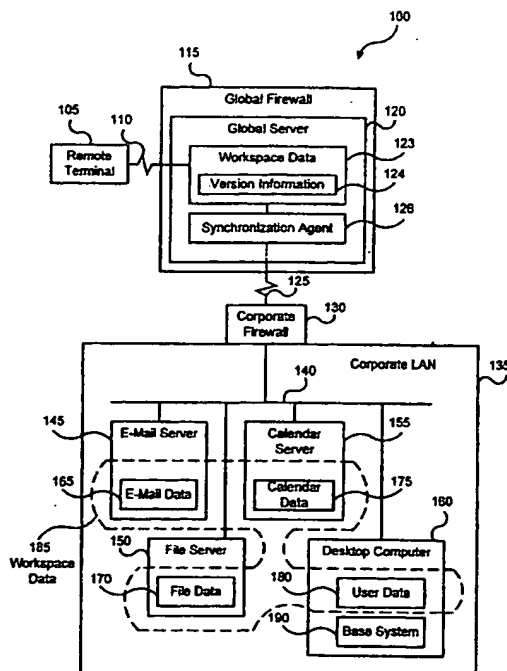 100
115
Global Firewall
105
110
Global Server
120
Remote
Terminal
Workspace Data
123
Version Information
124
Synchronization Agent
126
125
Corporate
Firewall
130
Corporate LAN
135
140
145
E-Mail Server
Calendar
Server
155
165
E-Mail Data
Calendar
Data
175
160
185
Workspace
Data
150
File Server
Desktop Computer
170
File Data
180
User Data
190
Base System